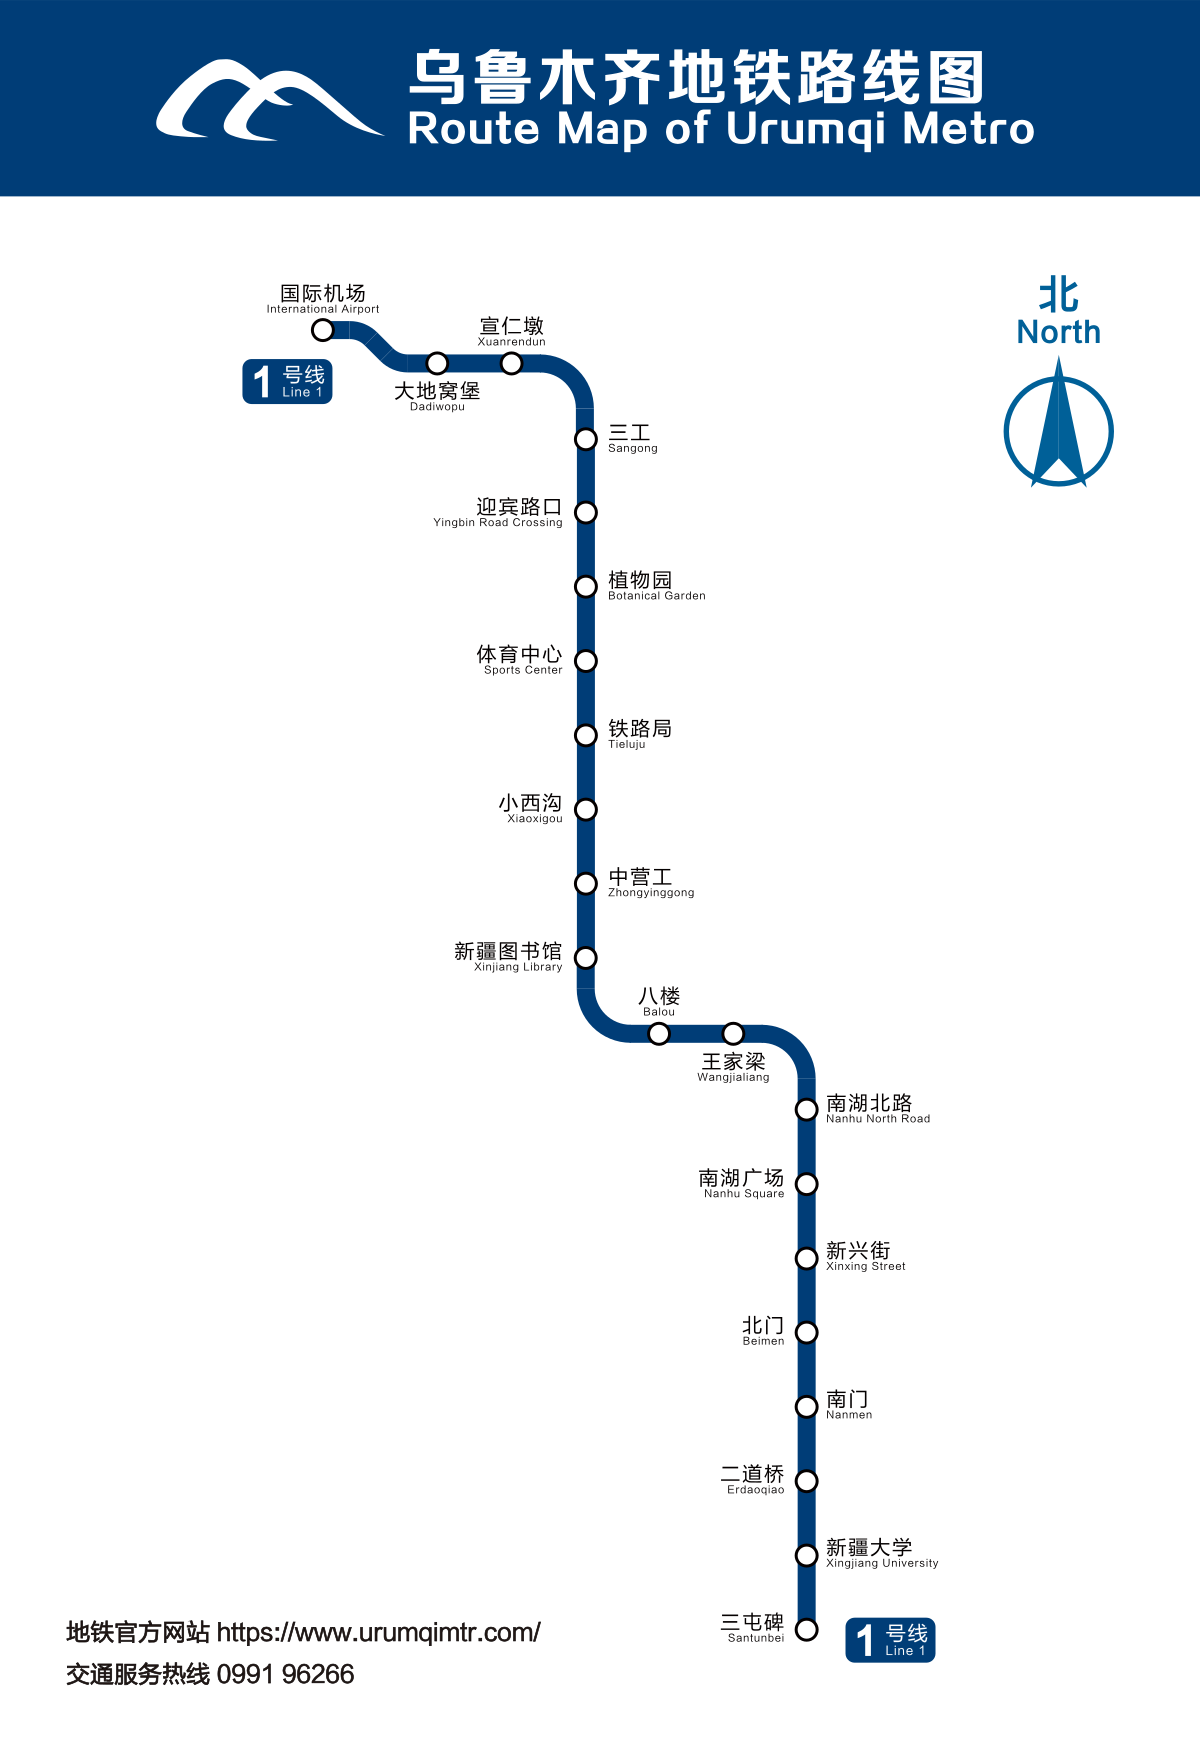 乌鲁木齐地铁路线图
Route Map of Urumqi Metro
北
North
国际机场
International Airport
1 号线
Line 1
大地窝堡
Dadiwopu
宣仁墩
Xuanrendun
三工
Sangong
迎宾路口
Yingbin Road Crossing
植物园
Botanical Garden
体育中心
Sports Center
铁路局
Tieluju
小西沟
Xiaoxigou
中营工
Zhongyinggong
新疆图书馆
Xinjiang Library
八楼
Balou
王家梁
Wangjialiang
南湖北路
Nanhu North Road
南湖广场
Nanhu Square
新兴街
Xinxing Street
北门
Beimen
南门
Nanmen
二道桥
Erdaoqiao
新疆大学
Xingjiang University
三屯碑
Santunbei
1 号线
Line 1
地铁官方网站 https://www.urumqimtr.com/
交通服务热线 0991 96266